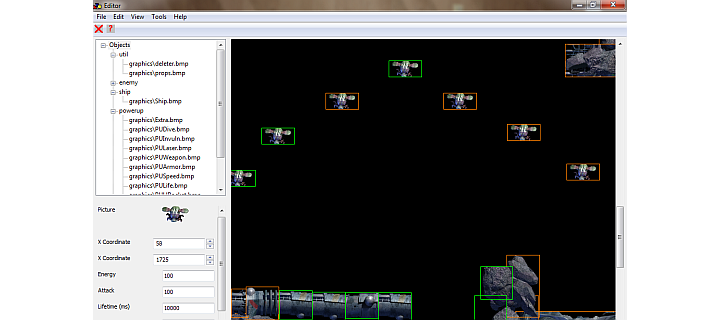 Editor
File Edit View Tools Help
Objects
util
graphics\deleter.bmp
graphics\props.bmp
enemy
ship
graphics\Ship.bmp
powerup
graphics\Extra.bmp
graphics\PUDive.bmp
graphics\PUInvuln.bmp
graphics\PULaser.bmp
graphics\PUWeapon.bmp
graphics\PUArmor.bmp
graphics\PUSpeed.bmp
graphics\PULife.bmp
Picture
X Coordinate 58
X Coordinate 1725
Energy 100
Attack 100
Lifetime (ms) 10000